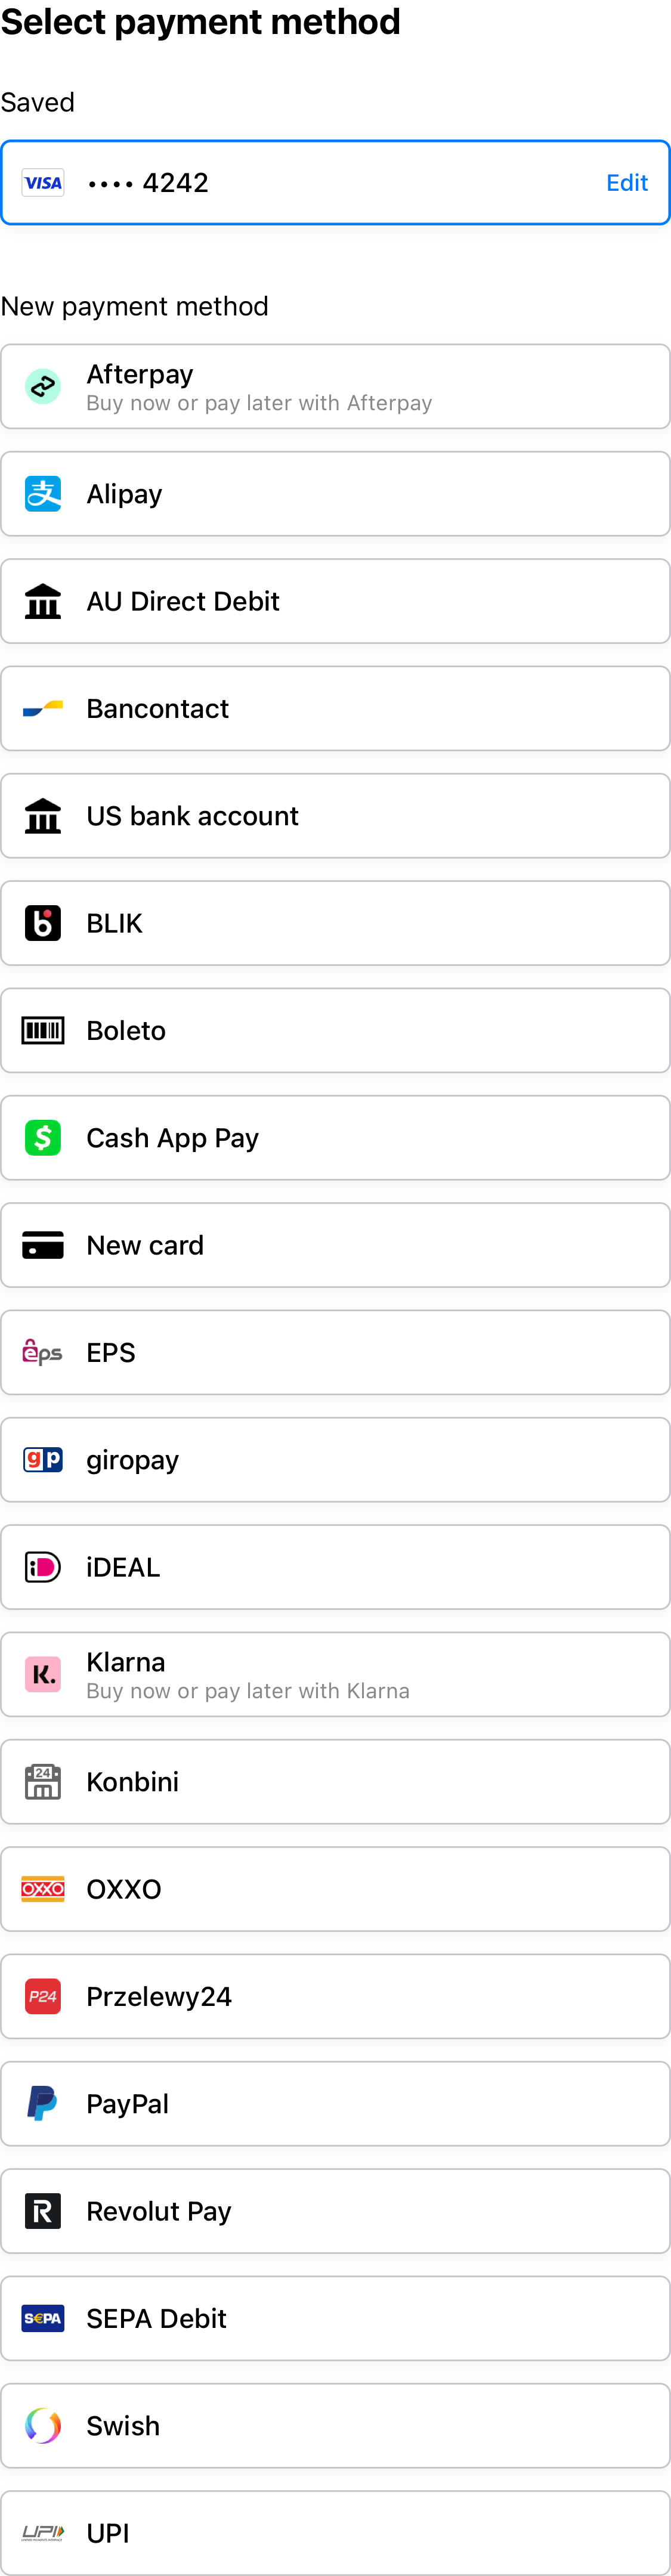 Select payment method
Saved
VISA •••• 4242 Edit
New payment method
Afterpay
Buy now or pay later with Afterpay
支 Alipay
AU Direct Debit
Bancontact
US bank account
b BLIK
Boleto
$ Cash App Pay
New card
eps EPS
gp giropay
iD iDEAL
Klarna
K.
Buy now or pay later with Klarna
24 Konbini
OXXO OXXO
P24 Przelewy24
P PayPal
R Revolut Pay
S€PA SEPA Debit
Swish
UPI UPI